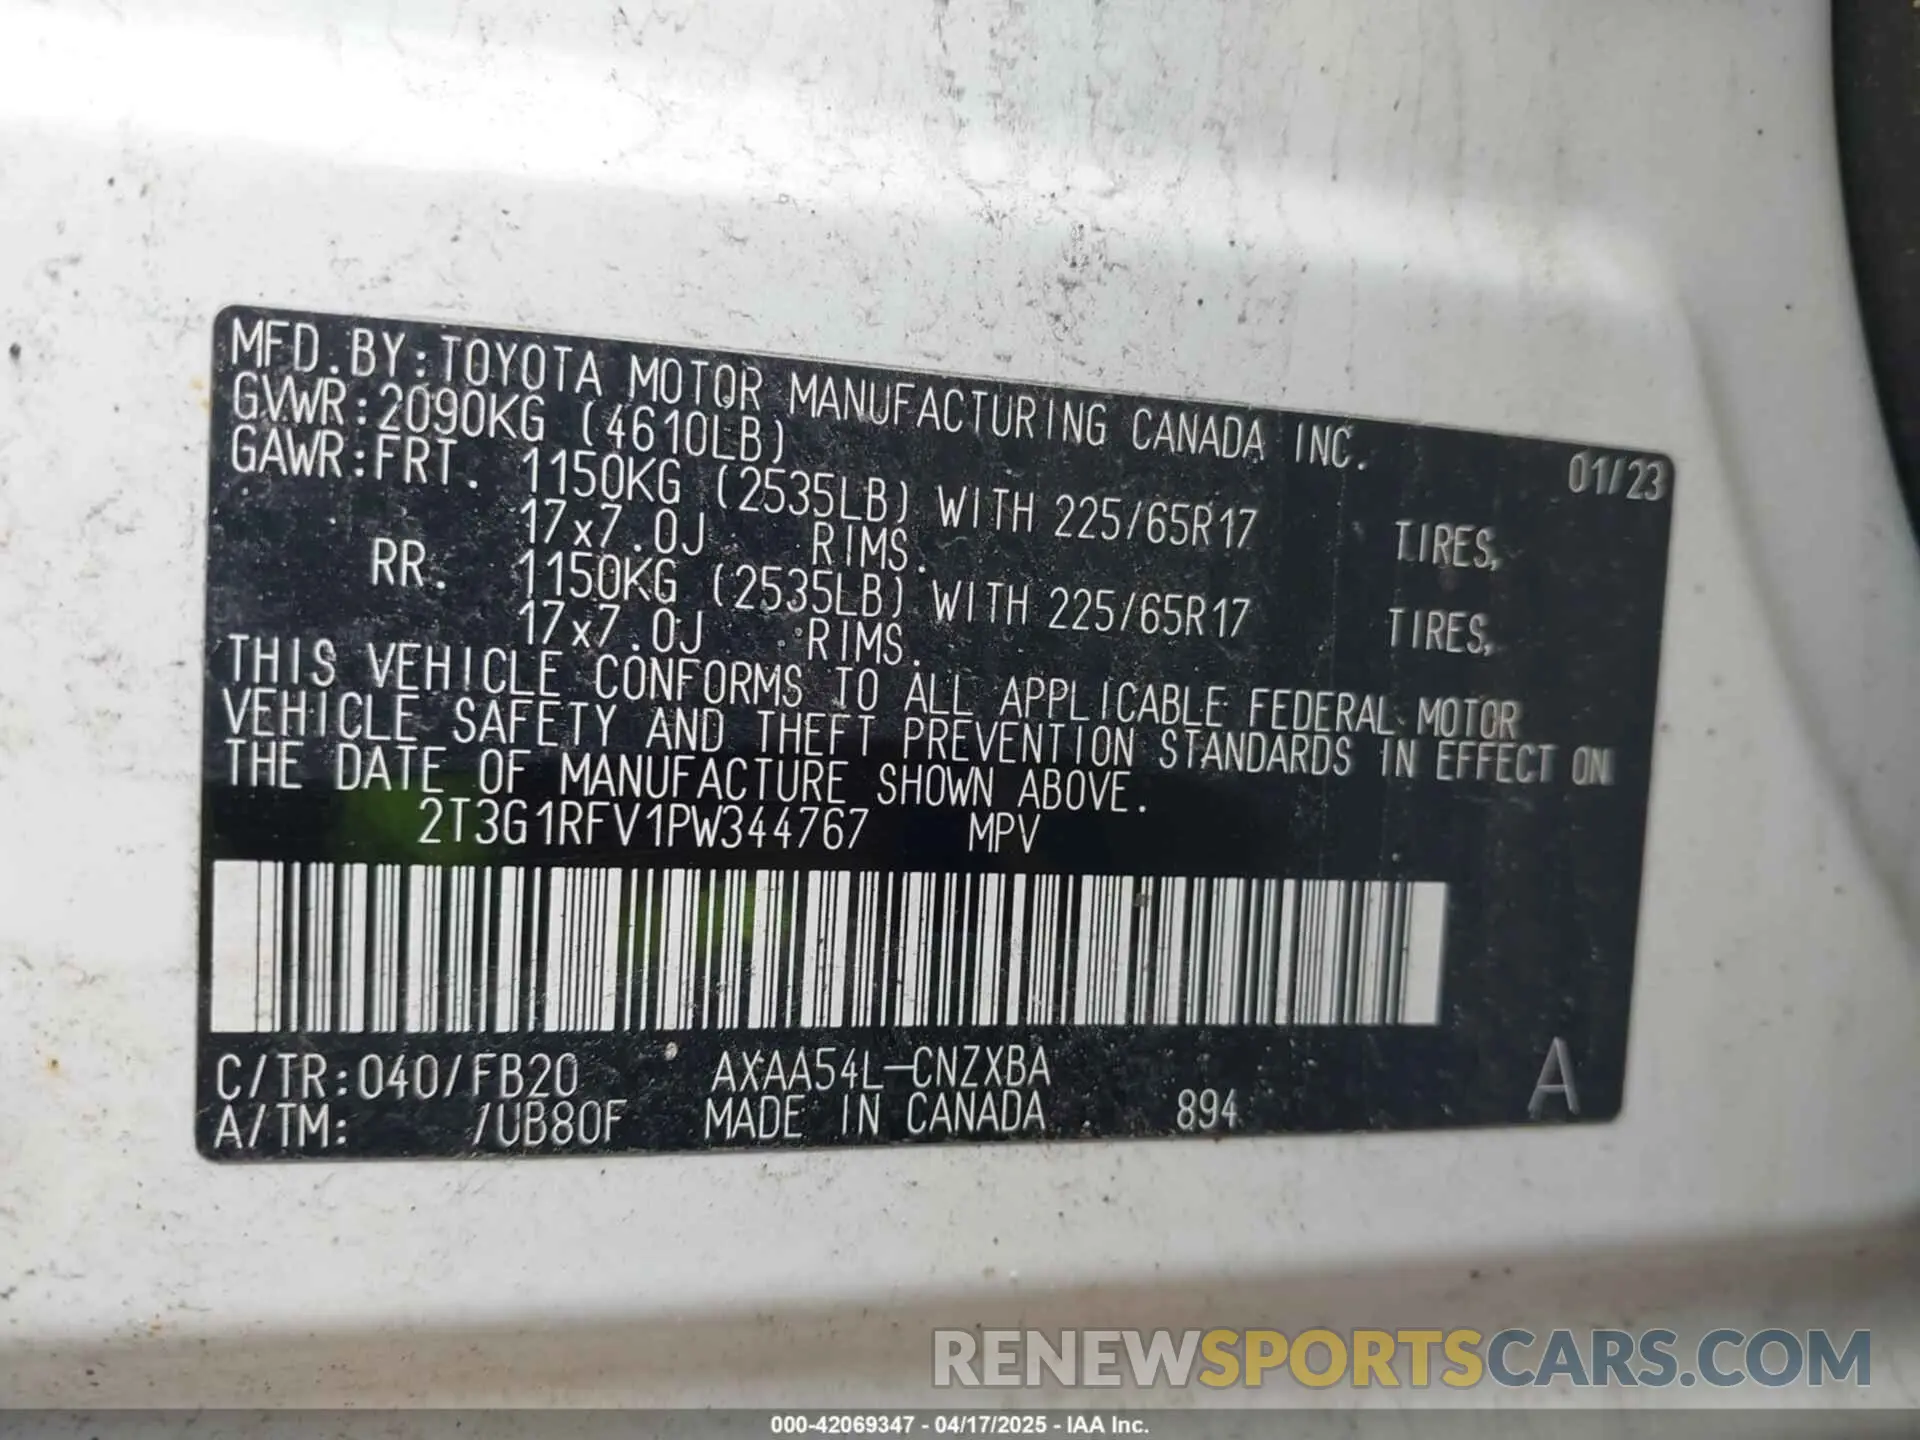 MFD.BY:TOYOTA MOTOR MANUFACTURING CANADA INC. 01/23
GVWR:2090KG (4610LB)
GAWR:FRT. 1150KG (2535LB) WITH 225/65R17 TIRES,
17x7.0J RIMS.
RR. 1150KG (2535LB) WITH 225/65R17 TIRES,
17x7.0J RIMS.
THIS VEHICLE CONFORMS TO ALL APPLICABLE FEDERAL MOTOR
VEHICLE SAFETY AND THEFT PREVENTION STANDARDS IN EFFECT ON
THE DATE OF MANUFACTURE SHOWN ABOVE.
2T3G1RFV1PW344767 MPV
C/TR:040/FB20 AXAA54L-CNZXBA
A/TM: /UB80F MADE IN CANADA 894 A
RENEWSPORTSCARS.COM
000-42069347 - 04/17/2025 - IAA Inc.